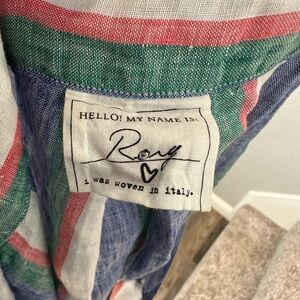 HELLO! MY NAME IS:
Rory
i was woven in italy.